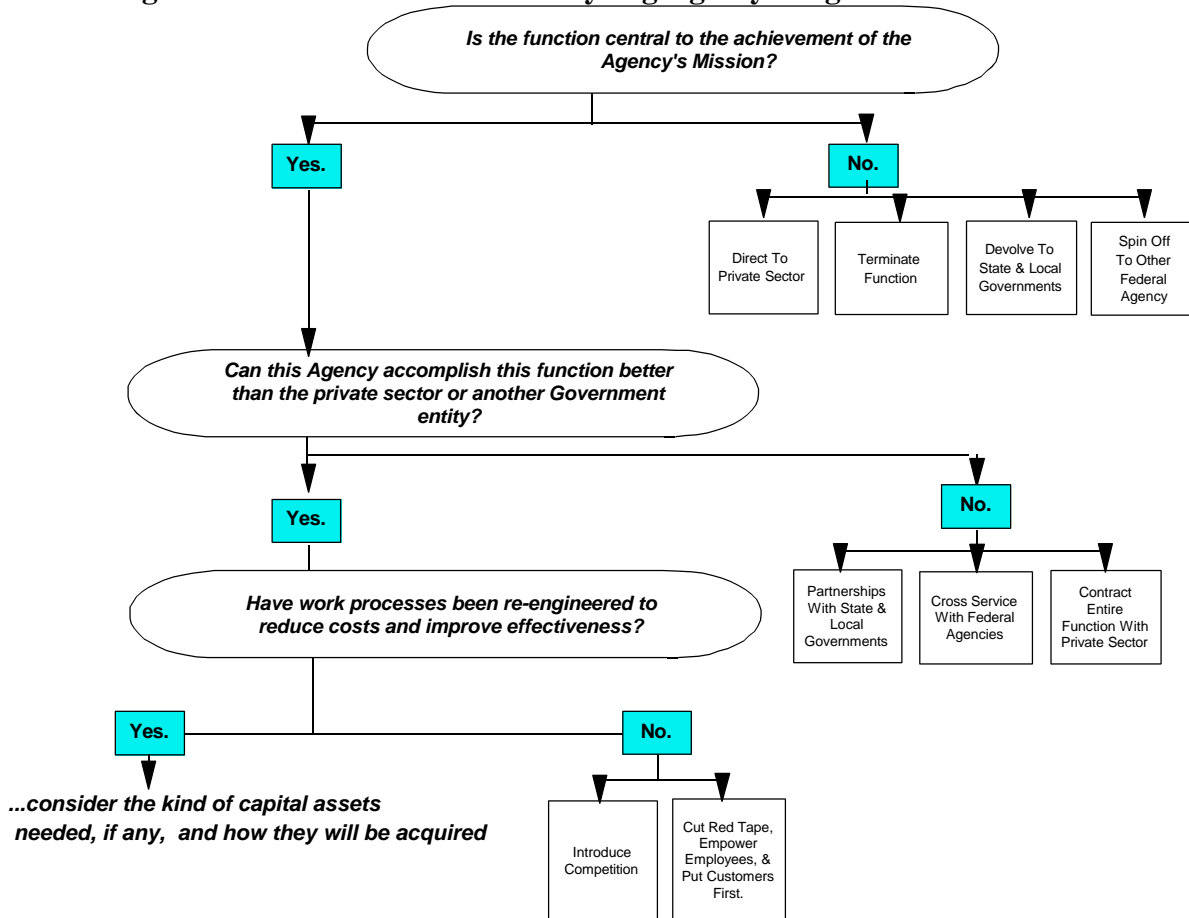 Is the function central to the achievement of the
Agency's Mission?
Yes.
No.
Direct To
Private Sector
Terminate
Function
Devolve To
State & Local
Governments
Spin Off
To Other
Federal
Agency
Can this Agency accomplish this function better
than the private sector or another Government
entity?
Yes.
No.
Partnerships
With State &
Local
Governments
Cross Service
With Federal
Agencies
Contract
Entire
Function With
Private Sector
Have work processes been re-engineered to
reduce costs and improve effectiveness?
Yes.
No.
...consider the kind of capital assets
needed, if any, and how they will be acquired
Introduce
Competition
Cut Red Tape,
Empower
Employees, &
Put Customers
First.